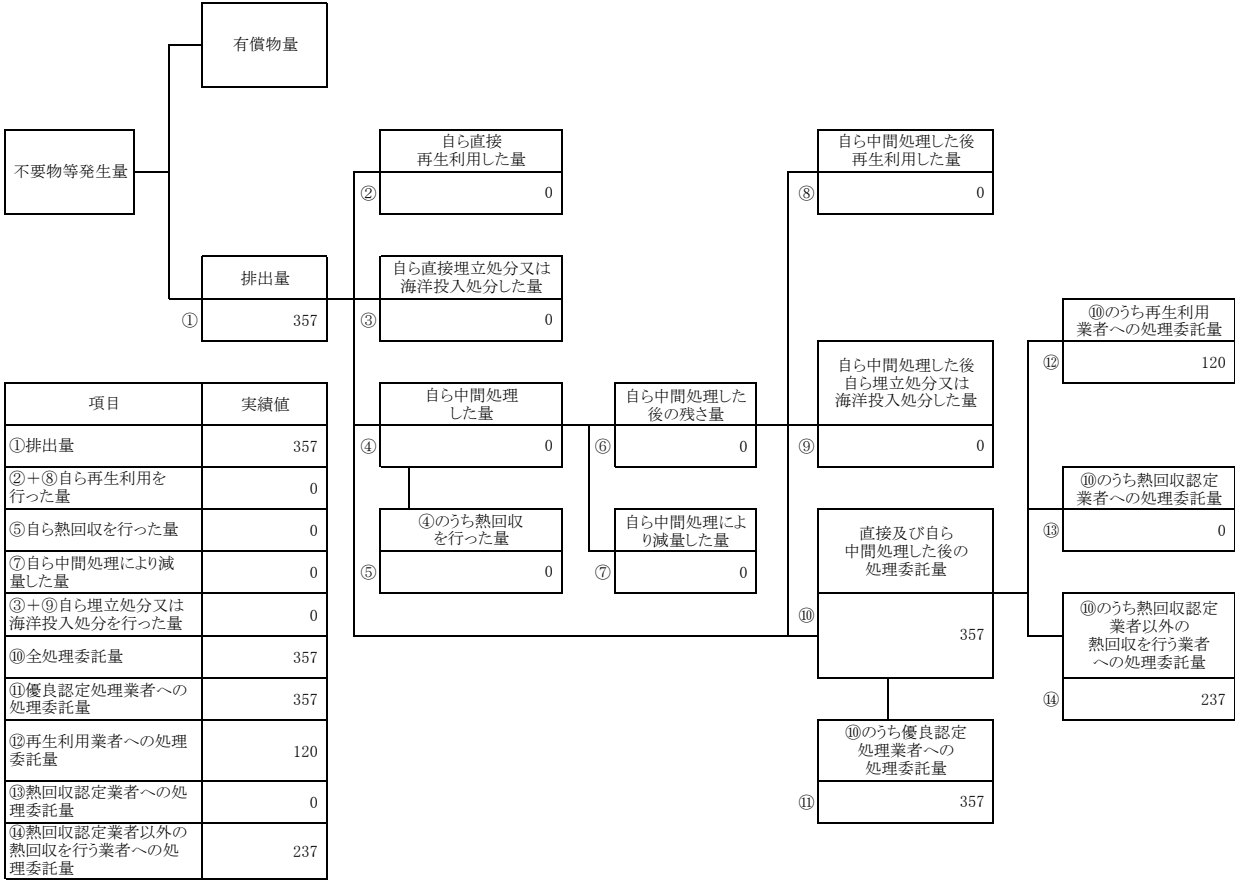 有償物量
不要物等発生量
排出量
① 357
自ら直接
再生利用した量
② 0
自ら直接埋立処分又は
海洋投入処分した量
③ 0
自ら中間処理
した量
④ 0
④のうち熱回収
を行った量
⑤ 0
自ら中間処理した
後の残さ量
⑥ 0
自ら中間処理によ
り減量した量
⑦ 0
自ら中間処理した後
再生利用した量
⑧ 0
自ら中間処理した後
自ら埋立処分又は
海洋投入処分した量
⑨ 0
直接及び自ら
中間処理した後の
処理委託量
⑩ 357
⑩のうち優良認定
処理業者への
処理委託量
⑪ 357
⑩のうち再生利用
業者への処理委託量
⑫ 120
⑩のうち熱回収認定
業者への処理委託量
⑬ 0
⑩のうち熱回収認定
業者以外の
熱回収を行う業者
への処理委託量
⑭ 237
項目 実績値
①排出量 357
②+⑧自ら再生利用を
行った量 0
⑤自ら熱回収を行った量 0
⑦自ら中間処理により減
量した量 0
③+⑨自ら埋立処分又は
海洋投入処分を行った量 0
⑩全処理委託量 357
⑪優良認定処理業者への
処理委託量 357
⑫再生利用業者への処理
委託量 120
⑬熱回収認定業者への処
理委託量 0
⑭熱回収認定業者以外の
熱回収を行う業者への処
理委託量 237